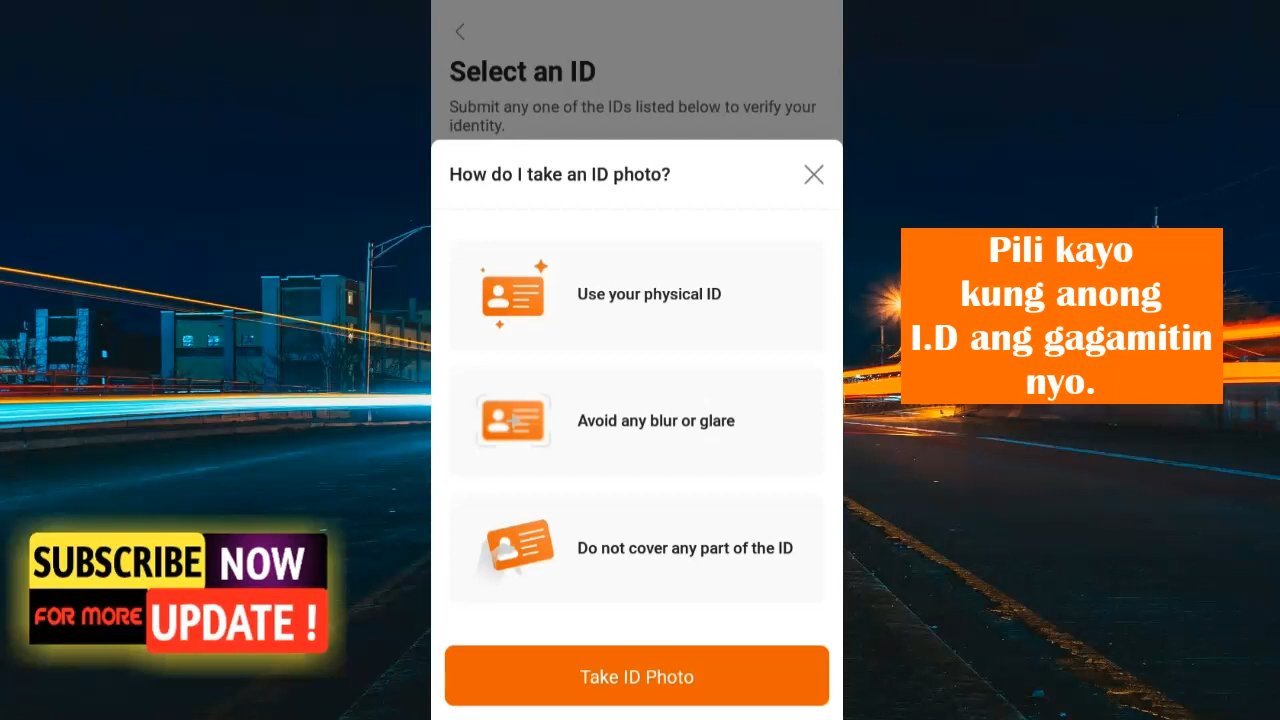 Select an ID
Submit any one of the IDs listed below to verify your
identity.
How do I take an ID photo?
Use your physical ID
Avoid any blur or glare
Do not cover any part of the ID
Take ID Photo
Pili kayo
kung anong
I.D ang gagamitin
nyo.
SUBSCRIBE NOW
FOR MORE UPDATE !